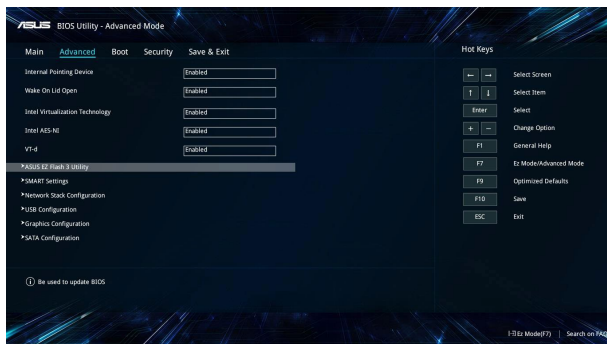 ASUS BIOS Utility - Advanced Mode
Main Advanced Boot Security Save & Exit
Hot Keys
Internal Pointing Device Enabled
Wake On Lid Open Enabled
Intel Virtualization Technology Enabled
Intel AES-NI Enabled
VT-d Enabled
ASUS EZ Flash 3 Utility
SMART Settings
Network Stack Configuration
USB Configuration
Graphics Configuration
SATA Configuration
← → Select Screen
↑ ↓ Select Item
Enter Select
+ − Change Option
F1 General Help
F7 Ez Mode/Advanced Mode
F9 Optimized Defaults
F10 Save
ESC Exit
Be used to update BIOS
Ez Mode(F7) | Search on FAQ